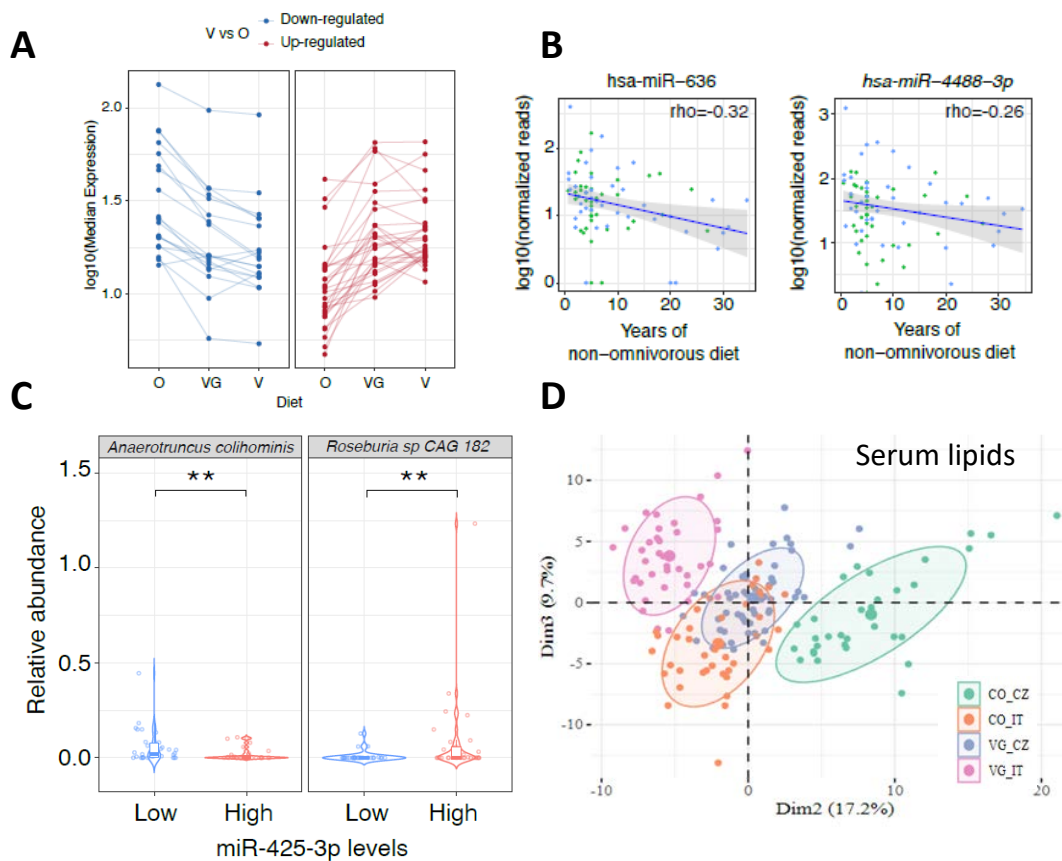 A
V vs O
Down-regulated
Up-regulated
log10(Median Expression)
2.0
1.5
1.0
O VG V O VG V
Diet
B
hsa-miR-636
rho=-0.32
log10(normalized reads)
2
1
0
0 10 20 30
Years of
non-omnivorous diet
hsa-miR-4488-3p
rho=-0.26
log10(normalized reads)
3
2
1
0 10 20 30
Years of
non-omnivorous diet
C
Anaerotruncus colihominis
Roseburia sp CAG 182
** **
Relative abundance
1.5
1.0
0.5
0.0
Low High Low High
miR-425-3p levels
D
Serum lipids
Dim3 (9.7%)
10
5
0
-5
-10
-10 0 10 20
Dim2 (17.2%)
CO_CZ
CO_IT
VG_CZ
VG_IT